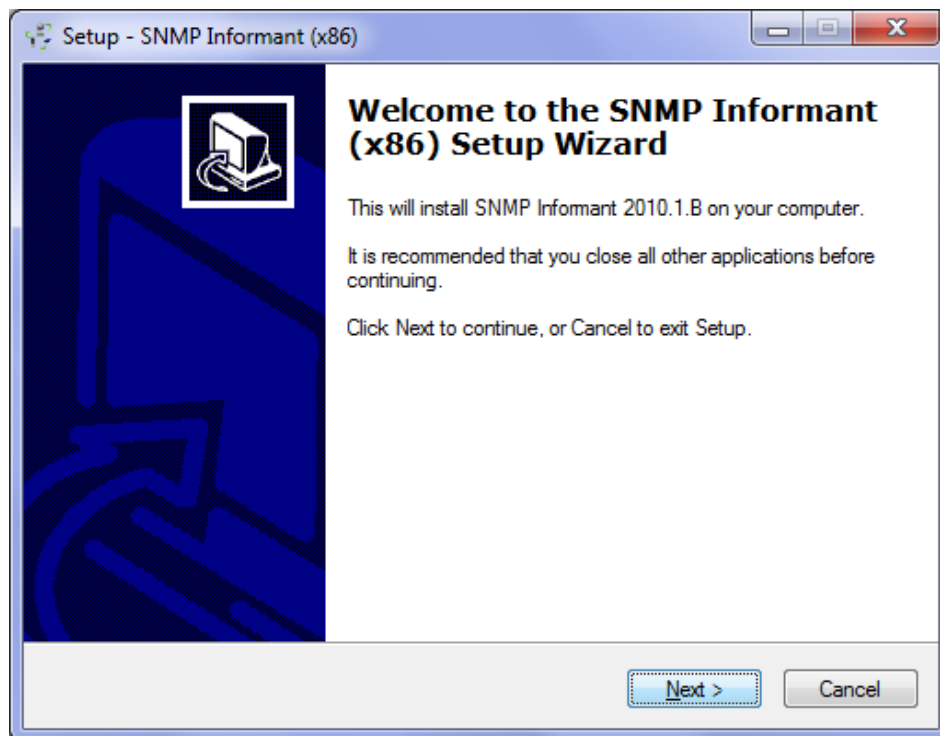 Setup - SNMP Informant (x86)
Welcome to the SNMP Informant
(x86) Setup Wizard
This will install SNMP Informant 2010.1.B on your computer.
It is recommended that you close all other applications before
continuing.
Click Next to continue, or Cancel to exit Setup.
Next >
Cancel